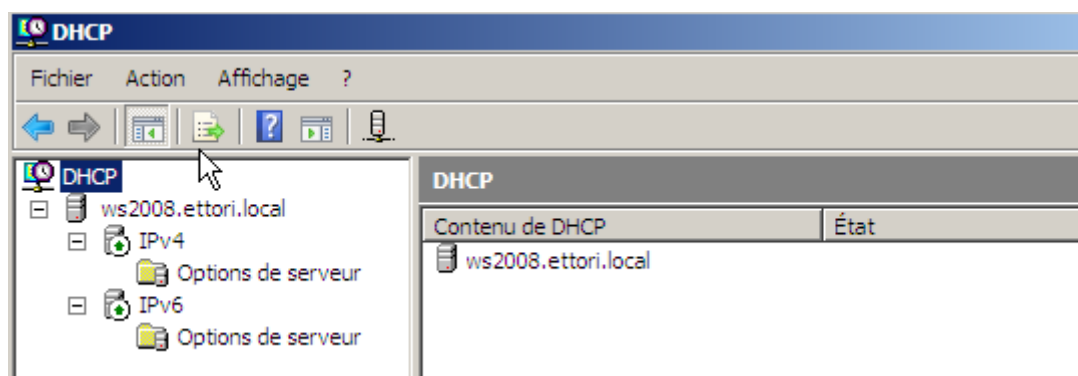 DHCP
Fichier Action Affichage ?
DHCP
ws2008.ettori.local
IPv4
Options de serveur
IPv6
Options de serveur
DHCP
Contenu de DHCP État
ws2008.ettori.local